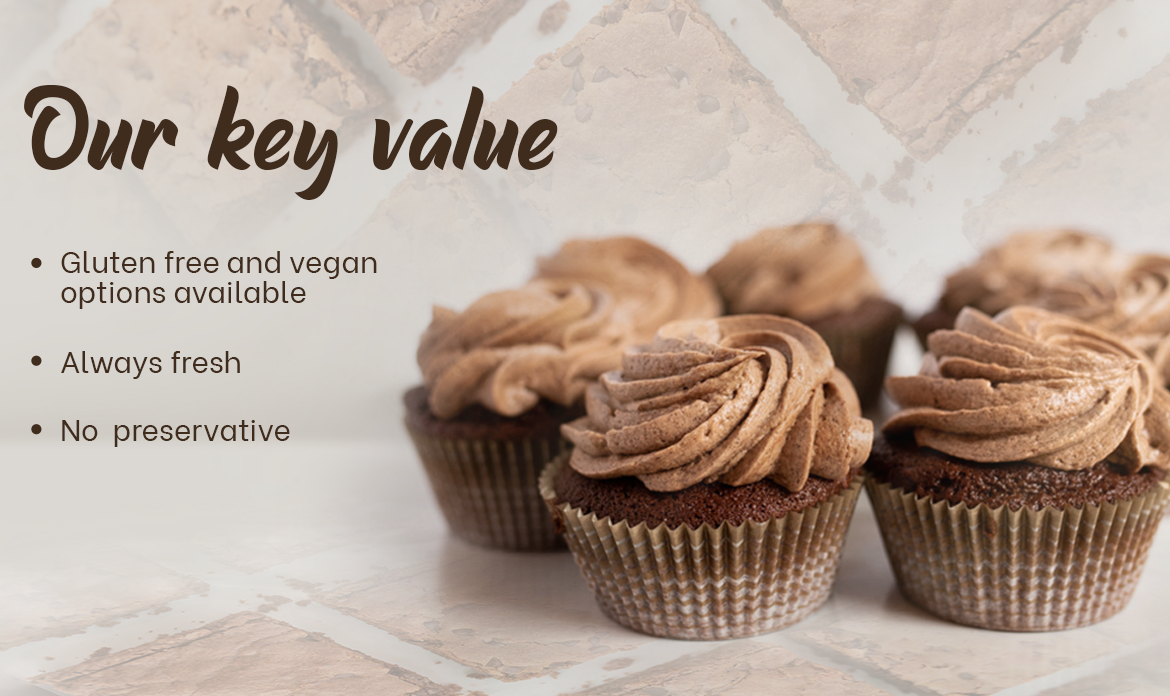 Our key value
• Gluten free and vegan
options available
• Always fresh
• No  preservative